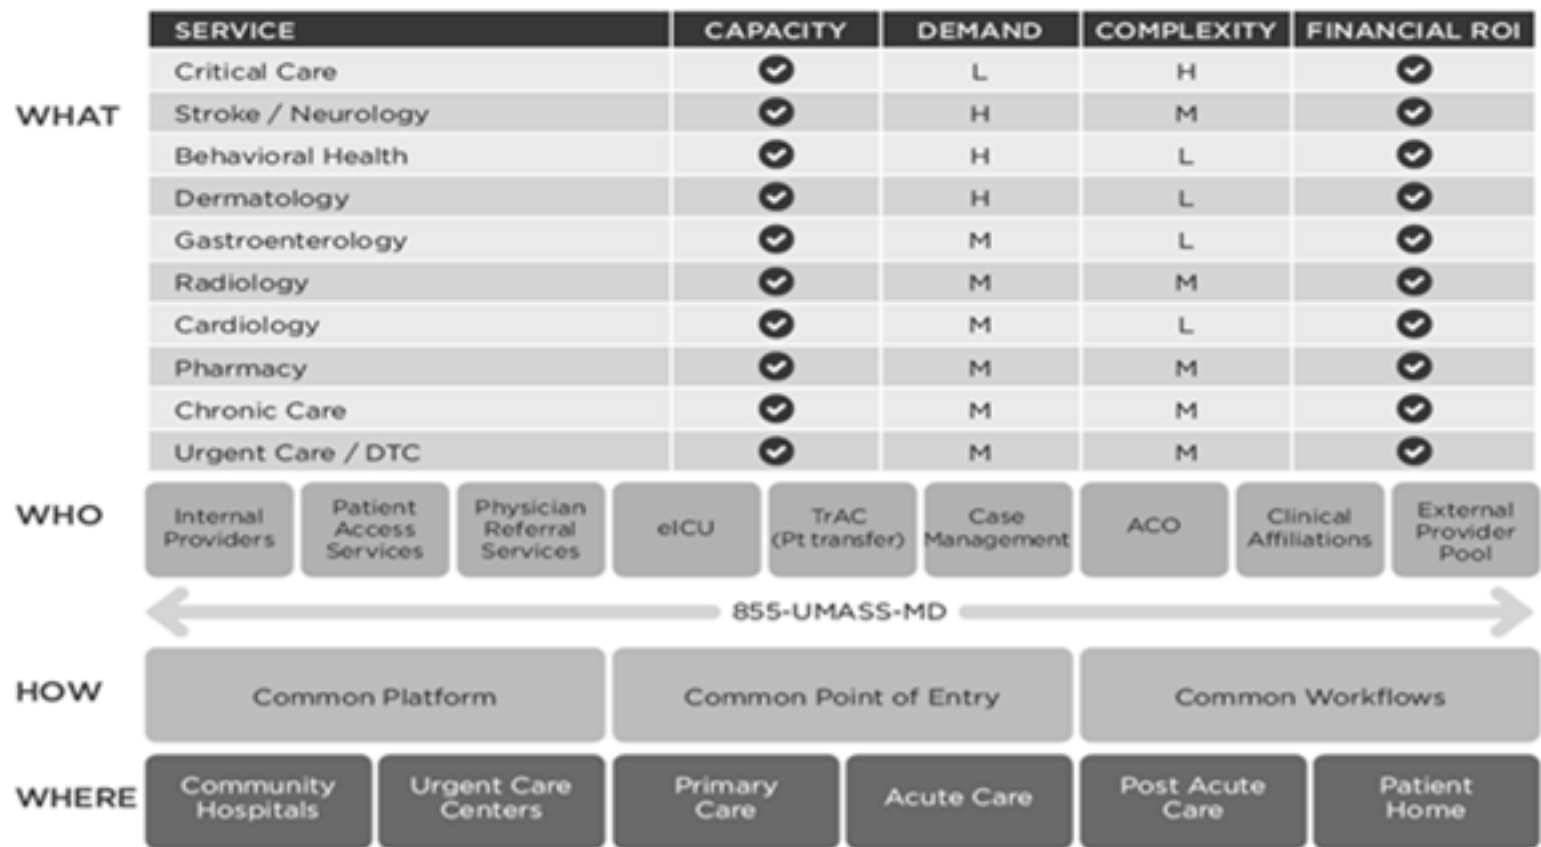 SERVICE CAPACITY DEMAND COMPLEXITY FINANCIAL ROI
WHAT
Critical Care L H
Stroke / Neurology H M
Behavioral Health H L
Dermatology H L
Gastroenterology M L
Radiology M M
Cardiology M L
Pharmacy M M
Chronic Care M M
Urgent Care / DTC M M
WHO
Internal
Providers
Patient
Access
Services
Physician
Referral
Services
eICU
TrAC
(Pt transfer)
Case
Management
ACO
Clinical
Affiliations
External
Provider
Pool
855-UMASS-MD
HOW
Common Platform
Common Point of Entry
Common Workflows
WHERE
Community
Hospitals
Urgent Care
Centers
Primary
Care
Acute Care
Post Acute
Care
Patient
Home